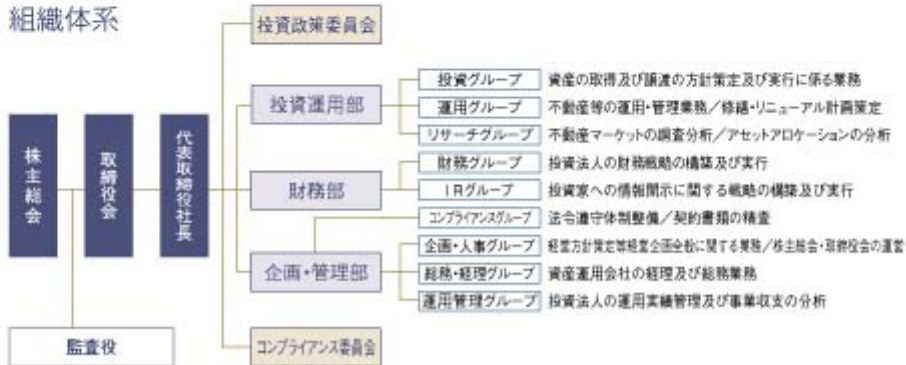 組織体系
投資政策委員会
投資運用部
投資グループ 資産の取得及び譲渡の方針策定及び実行に係る業務
運用グループ 不動産等の運用・管理業務／修繕・リニューアル計画策定
リサーチグループ 不動産マーケットの調査分析／アセットアロケーションの分析
株主総会
取締役会
代表取締役社長
財務部
財務グループ 投資法人の財務戦略の構築及び実行
IRグループ 投資家への情報開示に関する戦略の構築及び実行
コンプライアンスグループ 法令遵守体制整備／契約書類の精査
企画・管理部
企画・人事グループ 経営方針策定等経営企画全般に関する業務／株主総会・取締役会の運営
総務・経理グループ 資産運用会社の経理及び総務業務
運用管理グループ 投資法人の運用実績管理及び事業収支の分析
監査役
コンプライアンス委員会